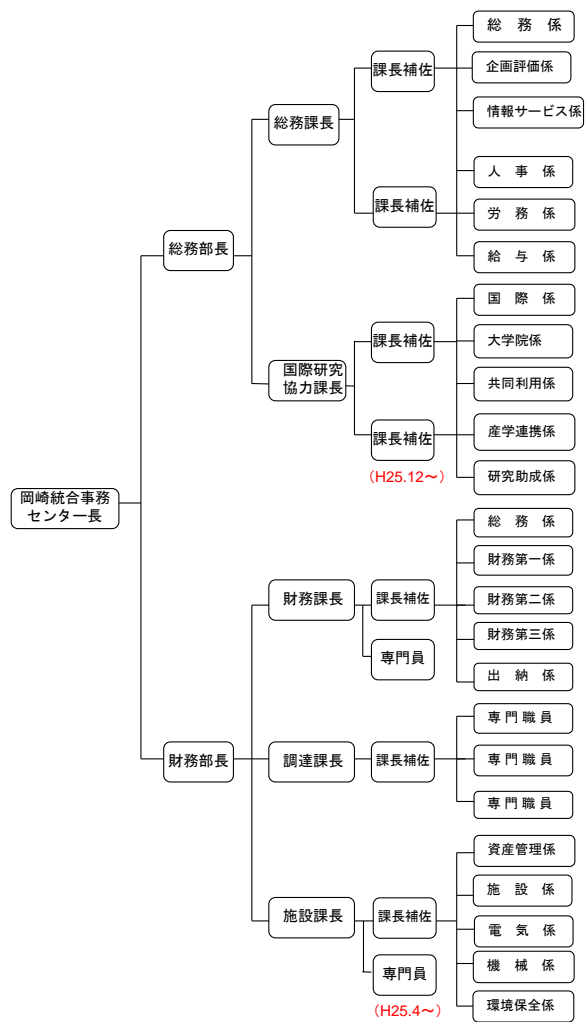 岡崎統合事務
センター長
総務部長
総務課長
課長補佐
総　務　係
企画評価係
情報サービス係
課長補佐
人　事　係
労　務　係
給　与　係
国際研究
協力課長
課長補佐
国　際　係
大学院係
共同利用係
課長補佐
（H25.12～）
産学連携係
研究助成係
財務部長
財務課長
課長補佐
専門員
総　務　係
財務第一係
財務第二係
財務第三係
出　納　係
調達課長
課長補佐
専 門 職 員
専 門 職 員
専 門 職 員
施設課長
課長補佐
専門員
（H25.4～）
資産管理係
施　設　係
電　気　係
機　械　係
環境保全係